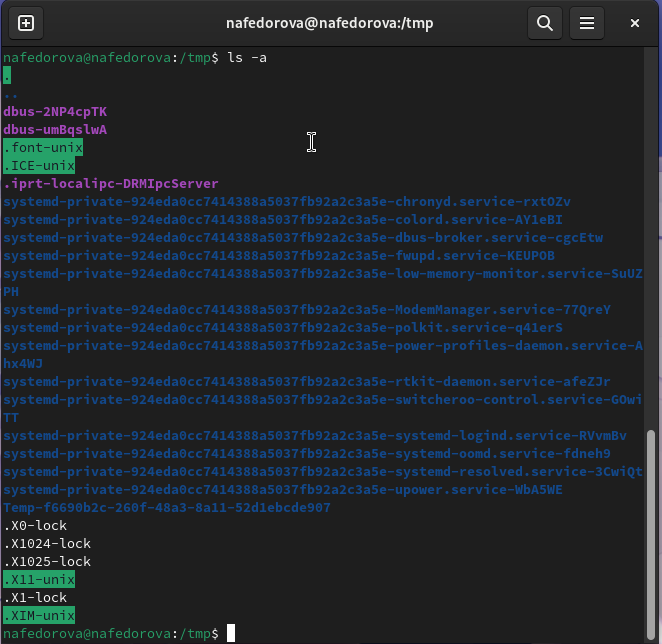 nafedorova@nafedorova:/tmp
nafedorova@nafedorova:/tmp$ ls -a
.
..
dbus-2NP4cpTK
dbus-umBqslwA
.font-unix
.ICE-unix
.iprt-localipc-DRMIpcServer
systemd-private-924eda0cc7414388a5037fb92a2c3a5e-chronyd.service-rxtOZv
systemd-private-924eda0cc7414388a5037fb92a2c3a5e-colord.service-AY1eBI
systemd-private-924eda0cc7414388a5037fb92a2c3a5e-dbus-broker.service-cgcEtw
systemd-private-924eda0cc7414388a5037fb92a2c3a5e-fwupd.service-KEUPOB
systemd-private-924eda0cc7414388a5037fb92a2c3a5e-low-memory-monitor.service-SuUZ
PH
systemd-private-924eda0cc7414388a5037fb92a2c3a5e-ModemManager.service-77QreY
systemd-private-924eda0cc7414388a5037fb92a2c3a5e-polkit.service-q41erS
systemd-private-924eda0cc7414388a5037fb92a2c3a5e-power-profiles-daemon.service-A
hx4WJ
systemd-private-924eda0cc7414388a5037fb92a2c3a5e-rtkit-daemon.service-afeZJr
systemd-private-924eda0cc7414388a5037fb92a2c3a5e-switcheroo-control.service-GOwi
TT
systemd-private-924eda0cc7414388a5037fb92a2c3a5e-systemd-logind.service-RVvmBv
systemd-private-924eda0cc7414388a5037fb92a2c3a5e-systemd-oomd.service-fdneh9
systemd-private-924eda0cc7414388a5037fb92a2c3a5e-systemd-resolved.service-3CwiQt
systemd-private-924eda0cc7414388a5037fb92a2c3a5e-upower.service-WbA5WE
Temp-f6690b2c-260f-48a3-8a11-52d1ebcde907
.X0-lock
.X1024-lock
.X1025-lock
.X11-unix
.X1-lock
.XIM-unix
nafedorova@nafedorova:/tmp$